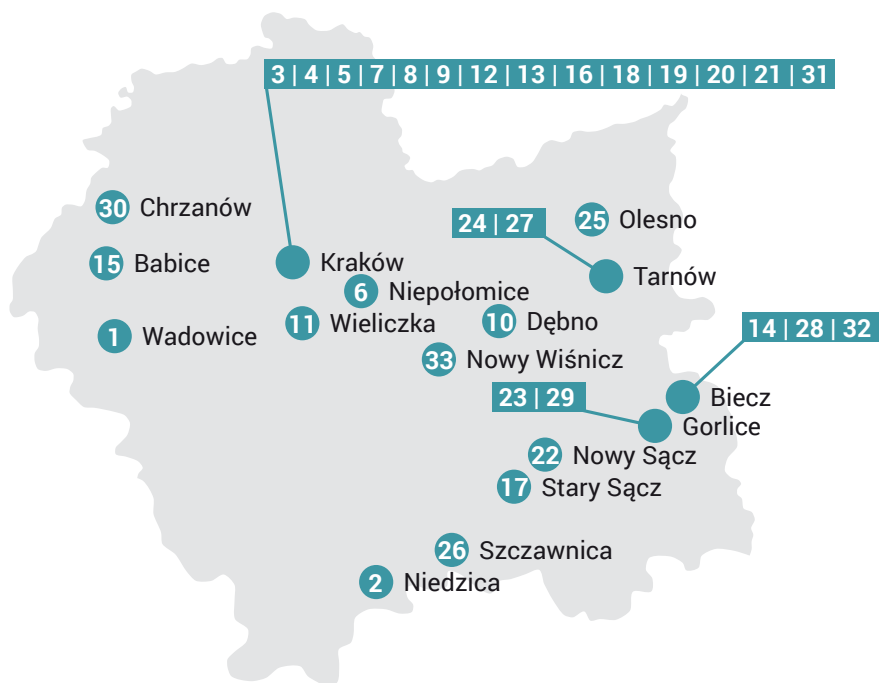 3 | 4 | 5 | 7 | 8 | 9 | 12 | 13 | 16 | 18 | 19 | 20 | 21 | 31
30 Chrzanów
24 | 27
25 Olesno
15 Babice
Kraków
Tarnów
6 Niepołomice
11 Wieliczka
10 Dębno
1 Wadowice
14 | 28 | 32
33 Nowy Wiśnicz
23 | 29
Biecz
Gorlice
22 Nowy Sącz
17 Stary Sącz
26 Szczawnica
2 Niedzica